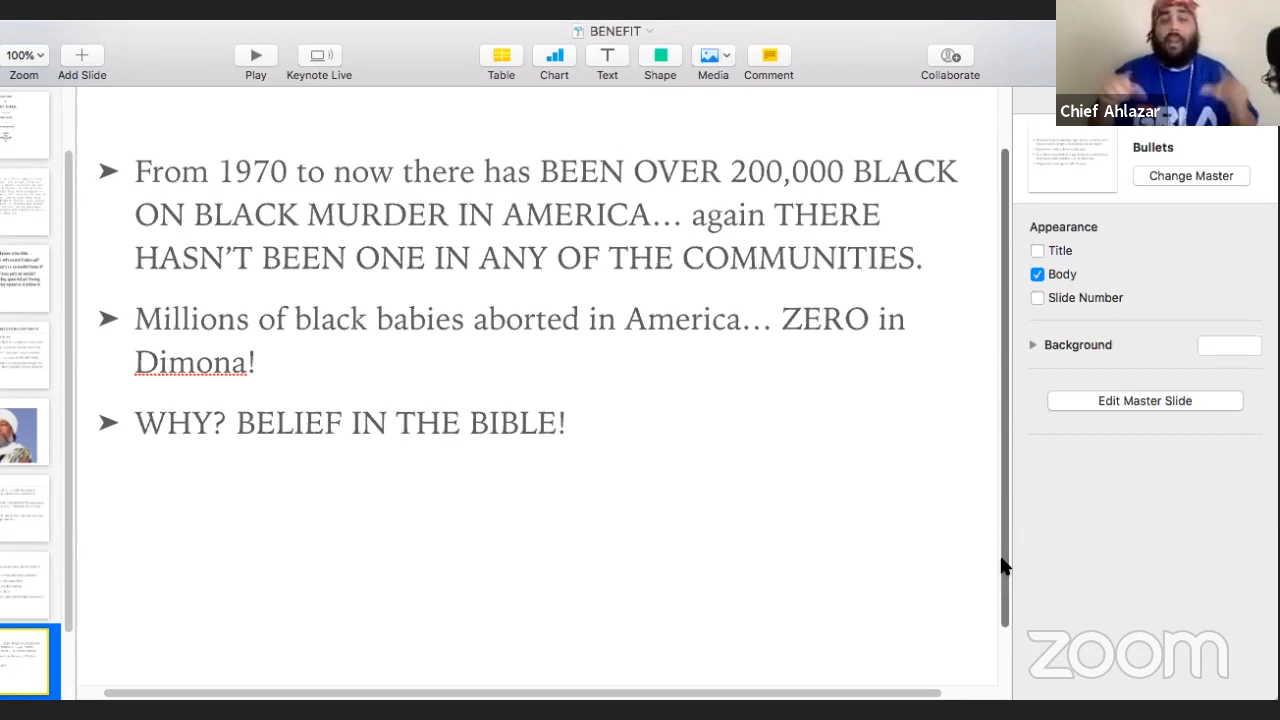 BENEFIT
100%
Zoom
Add Slide
Play
Keynote Live
Table
Chart
Text
Shape
Media
Comment
Collaborate
Chief Ahlazar
➤ From 1970 to now there has BEEN OVER 200,000 BLACK
ON BLACK MURDER IN AMERICA… again THERE
HASN’T BEEN ONE IN ANY OF THE COMMUNITIES.
➤ Millions of black babies aborted in America… ZERO in
Dimona!
➤ WHY? BELIEF IN THE BIBLE!
Bullets
Change Master
Appearance
Title
Body
Slide Number
Background
Edit Master Slide
zoom